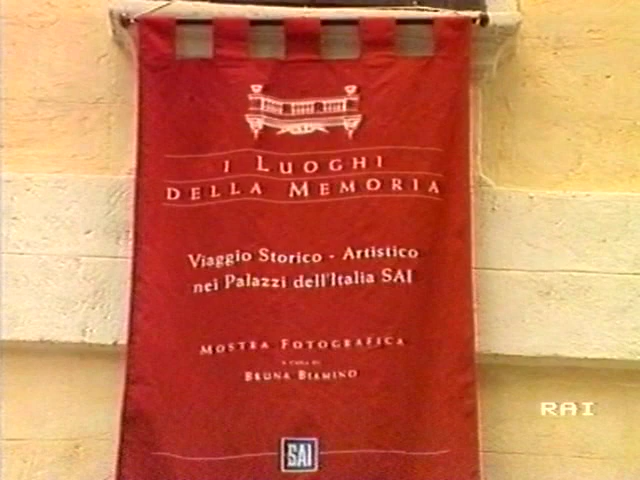 I LUOGHI
DELLA MEMORIA
Viaggio Storico - Artistico
nei Palazzi dell'Italia SAI
MOSTRA FOTOGRAFICA
A CURA DI
BRUNA BIAMINO
SAI
RAI